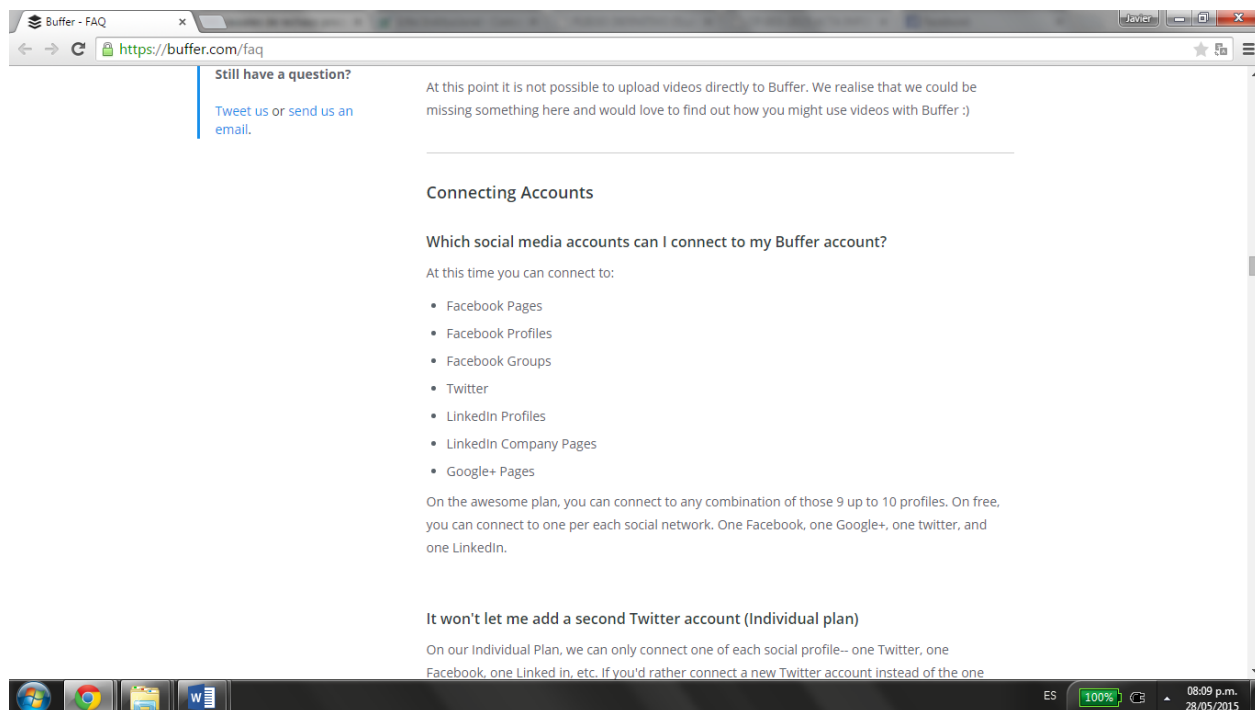 Buffer - FAQ
Javier
https://buffer.com/faq
Still have a question?
Tweet us or send us an
email.
At this point it is not possible to upload videos directly to Buffer. We realise that we could be
missing something here and would love to find out how you might use videos with Buffer :)
Connecting Accounts
Which social media accounts can I connect to my Buffer account?
At this time you can connect to:
Facebook Pages
Facebook Profiles
Facebook Groups
Twitter
LinkedIn Profiles
LinkedIn Company Pages
Google+ Pages
On the awesome plan, you can connect to any combination of those 9 up to 10 profiles. On free,
you can connect to one per each social network. One Facebook, one Google+, one twitter, and
one LinkedIn.
It won't let me add a second Twitter account (Individual plan)
On our Individual Plan, we can only connect one of each social profile-- one Twitter, one
Facebook, one Linked in, etc. If you'd rather connect a new Twitter account instead of the one
ES
100%
08:09 p.m.
28/05/2015